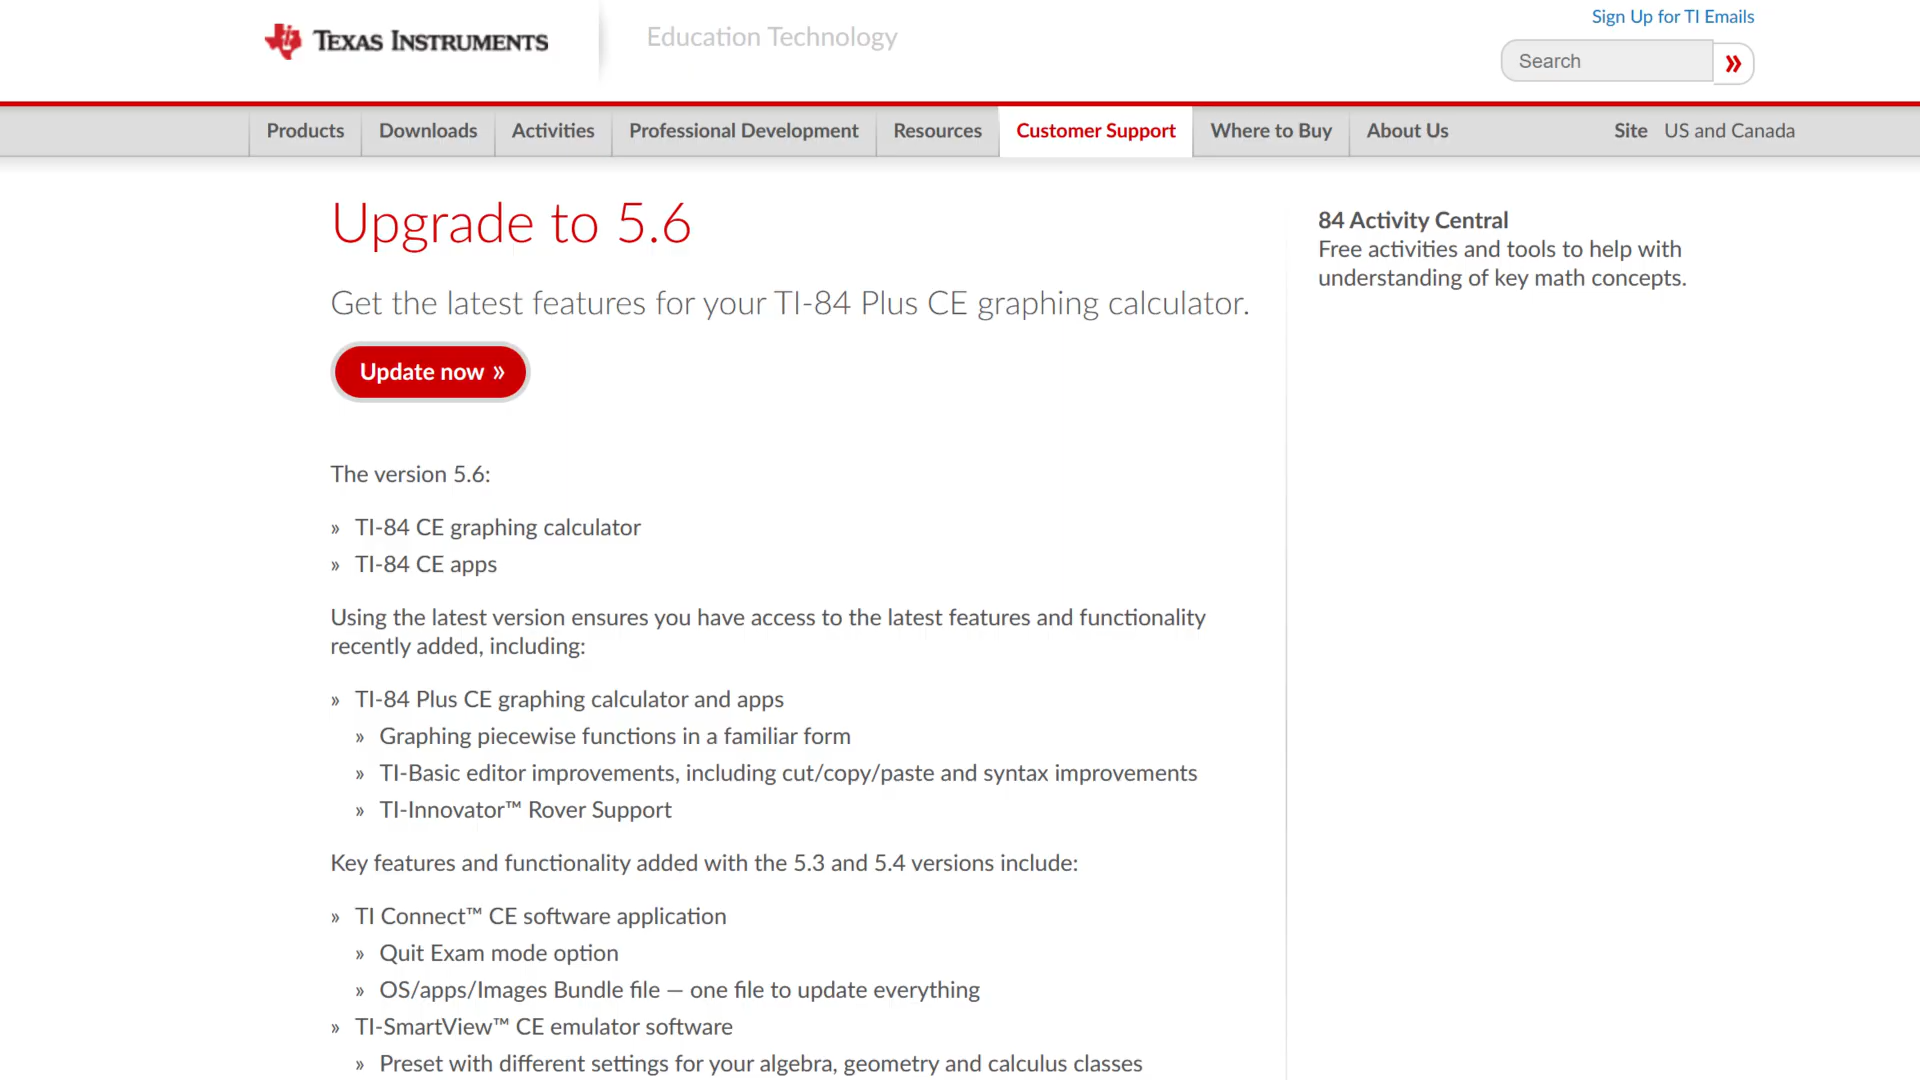 TEXAS INSTRUMENTS
Education Technology
Sign Up for TI Emails
Search »
Products
Downloads
Activities
Professional Development
Resources
Customer Support
Where to Buy
About Us
Site US and Canada
Upgrade to 5.6
Get the latest features for your TI-84 Plus CE graphing calculator.
Update now »
The version 5.6:
» TI-84 CE graphing calculator
» TI-84 CE apps
Using the latest version ensures you have access to the latest features and functionality
recently added, including:
» TI-84 Plus CE graphing calculator and apps
» Graphing piecewise functions in a familiar form
» TI-Basic editor improvements, including cut/copy/paste and syntax improvements
» TI-Innovator™ Rover Support
Key features and functionality added with the 5.3 and 5.4 versions include:
» TI Connect™ CE software application
» Quit Exam mode option
» OS/apps/Images Bundle file — one file to update everything
» TI-SmartView™ CE emulator software
» Preset with different settings for your algebra, geometry and calculus classes
84 Activity Central
Free activities and tools to help with
understanding of key math concepts.